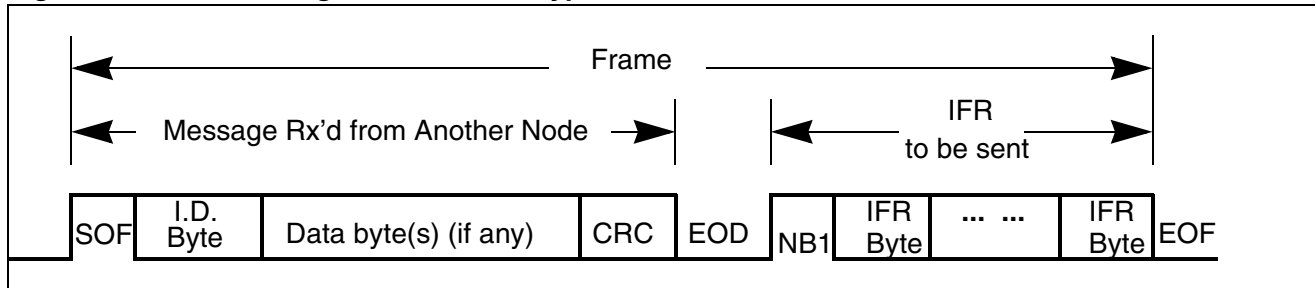 Frame
Message Rx'd from Another Node
IFR
to be sent
SOF
I.D.
Byte
Data byte(s) (if any)
CRC
EOD
NB1
IFR
Byte
... ...
IFR
Byte
EOF